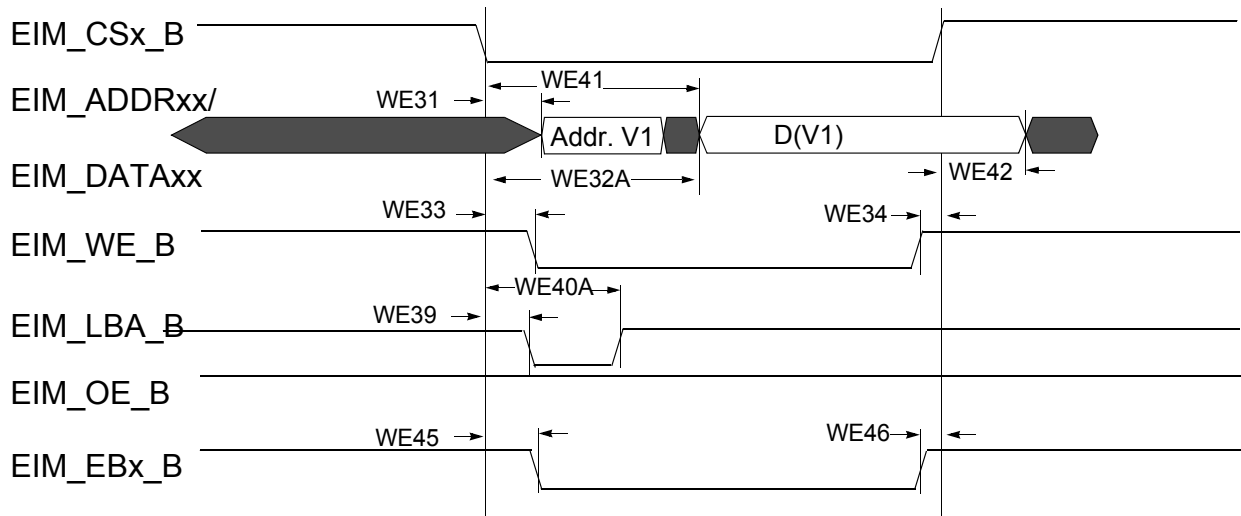 EIM_CSx_B
WE41
EIM_ADDRxx/
WE31
Addr. V1
D(V1)
EIM_DATAxx
WE32A
WE42
WE33
WE34
EIM_WE_B
WE40A
WE39
EIM_LBA_B
EIM_OE_B
WE45
WE46
EIM_EBx_B